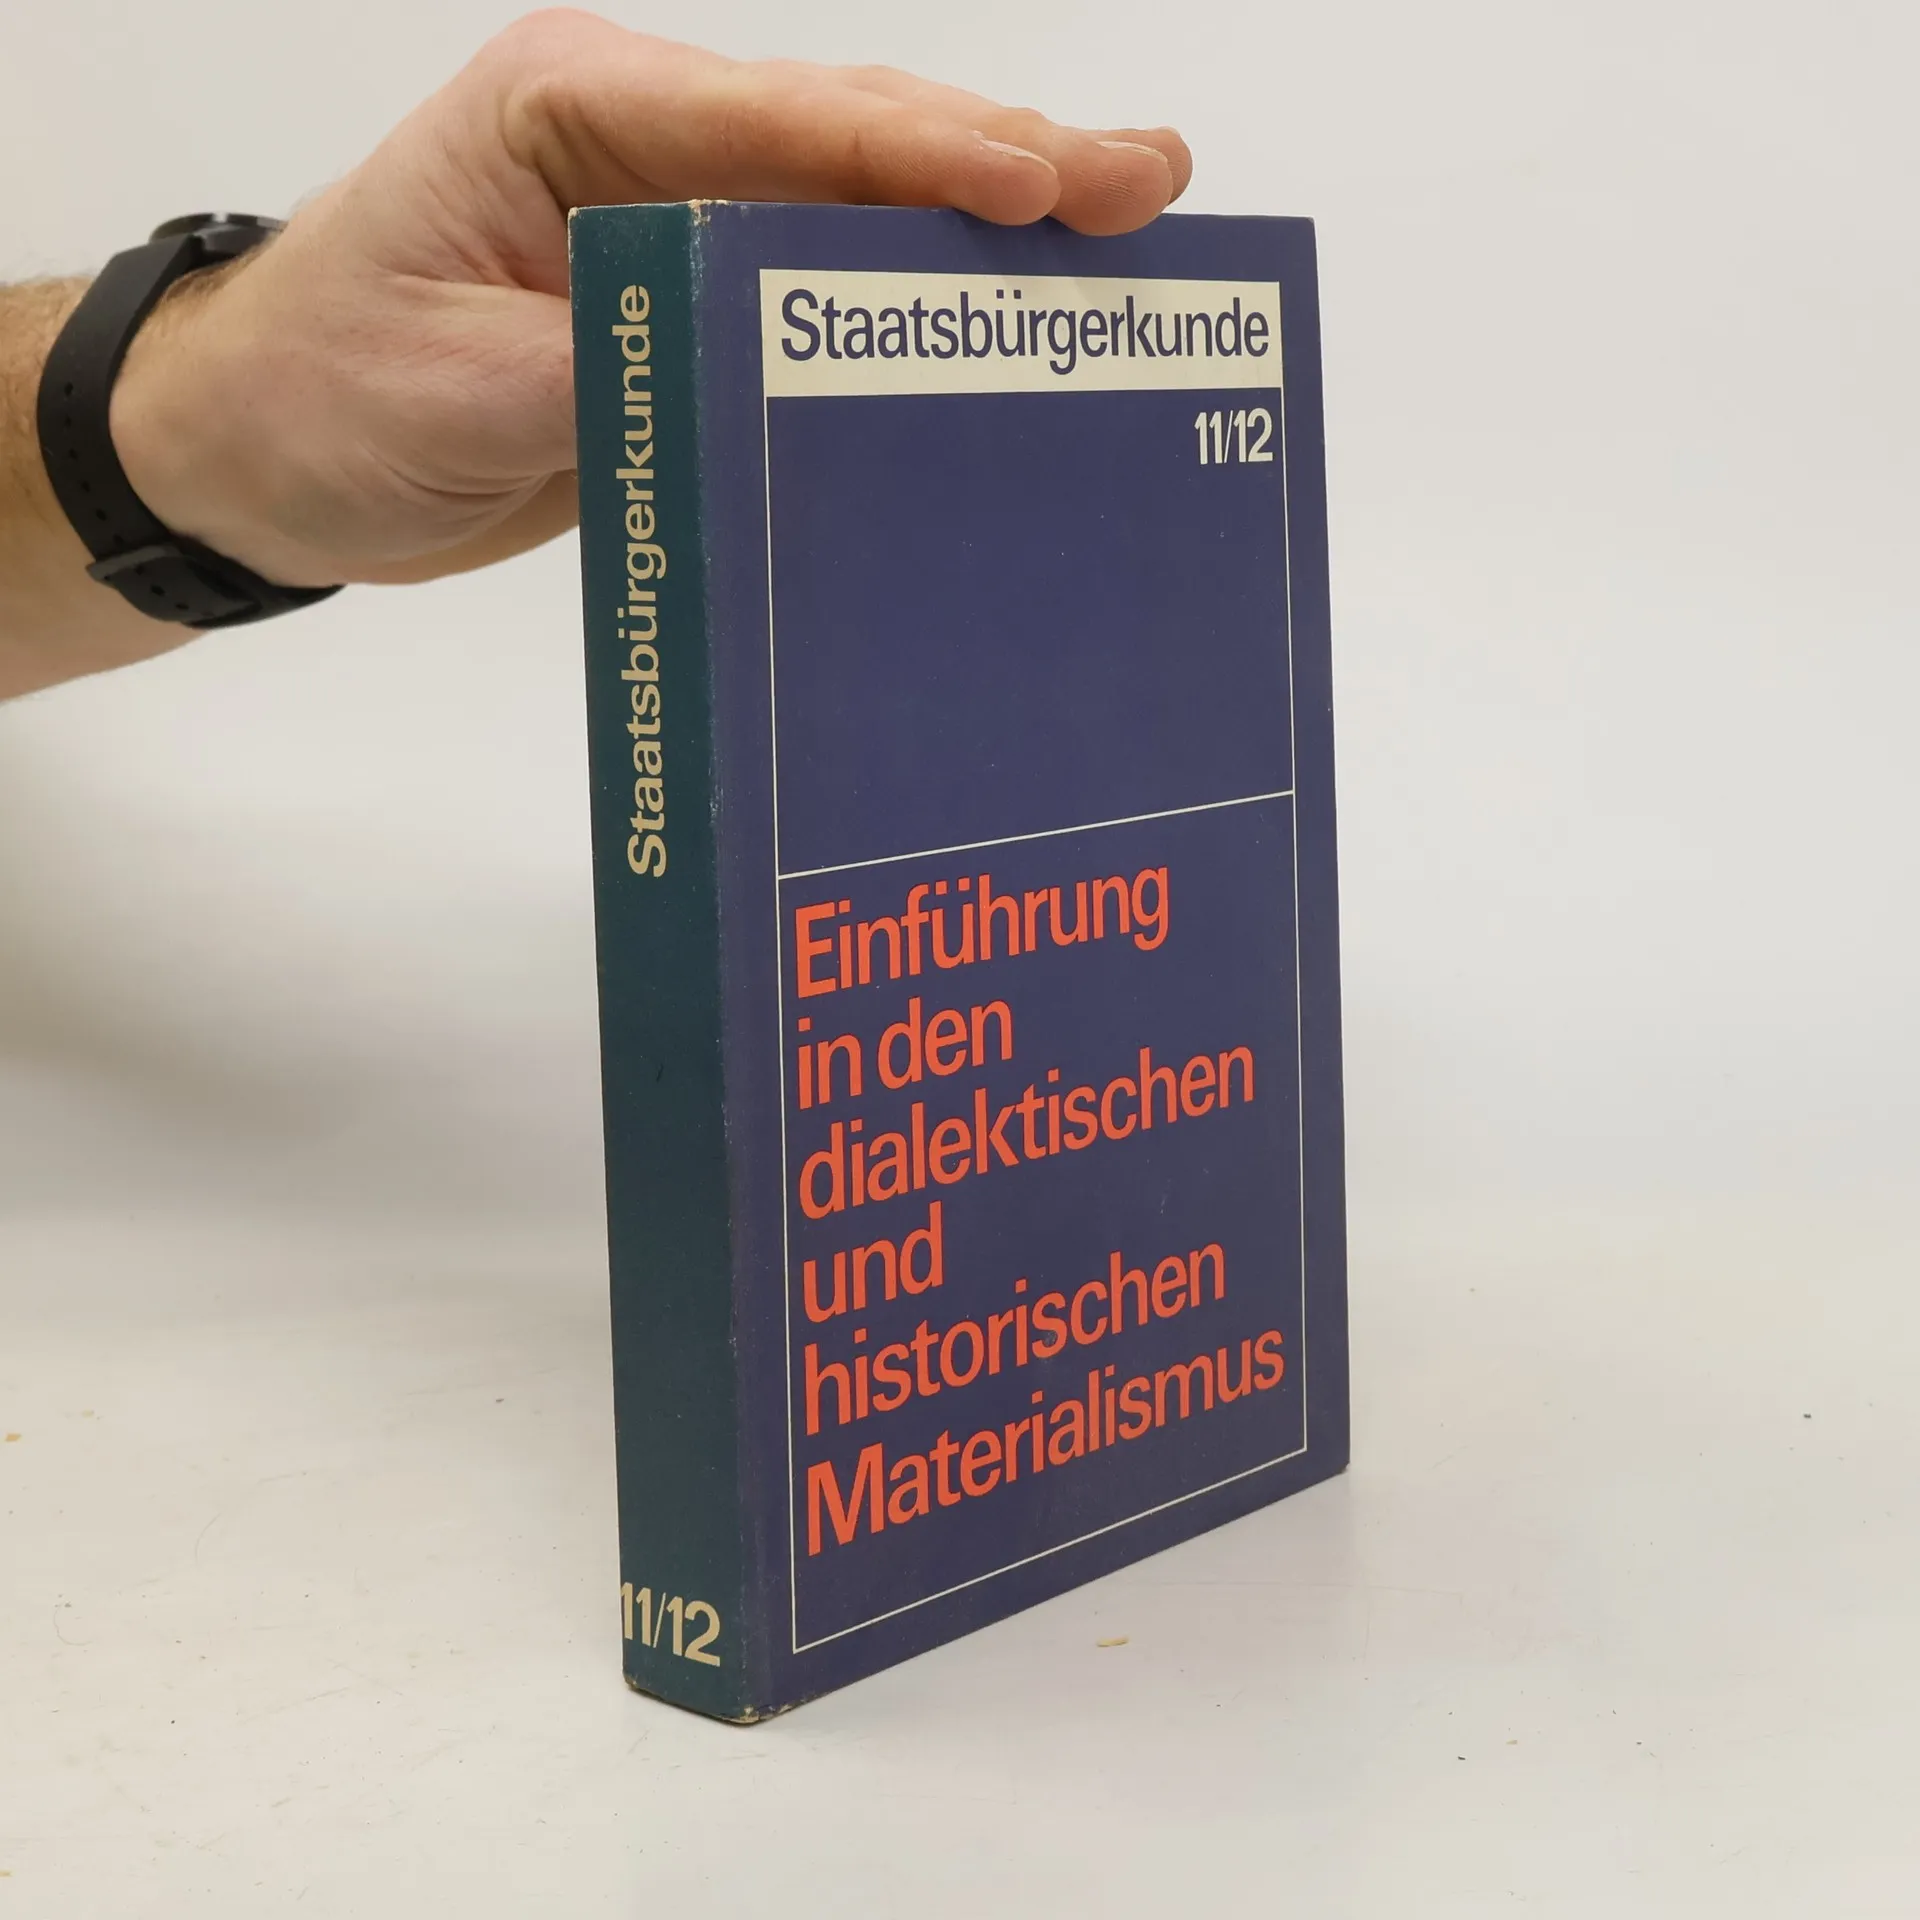 Staatsbürgerkunde
11/12
Staatsbürgerkunde
11/12
Einführung
in den
dialektischen
und
historischen
Materialismus